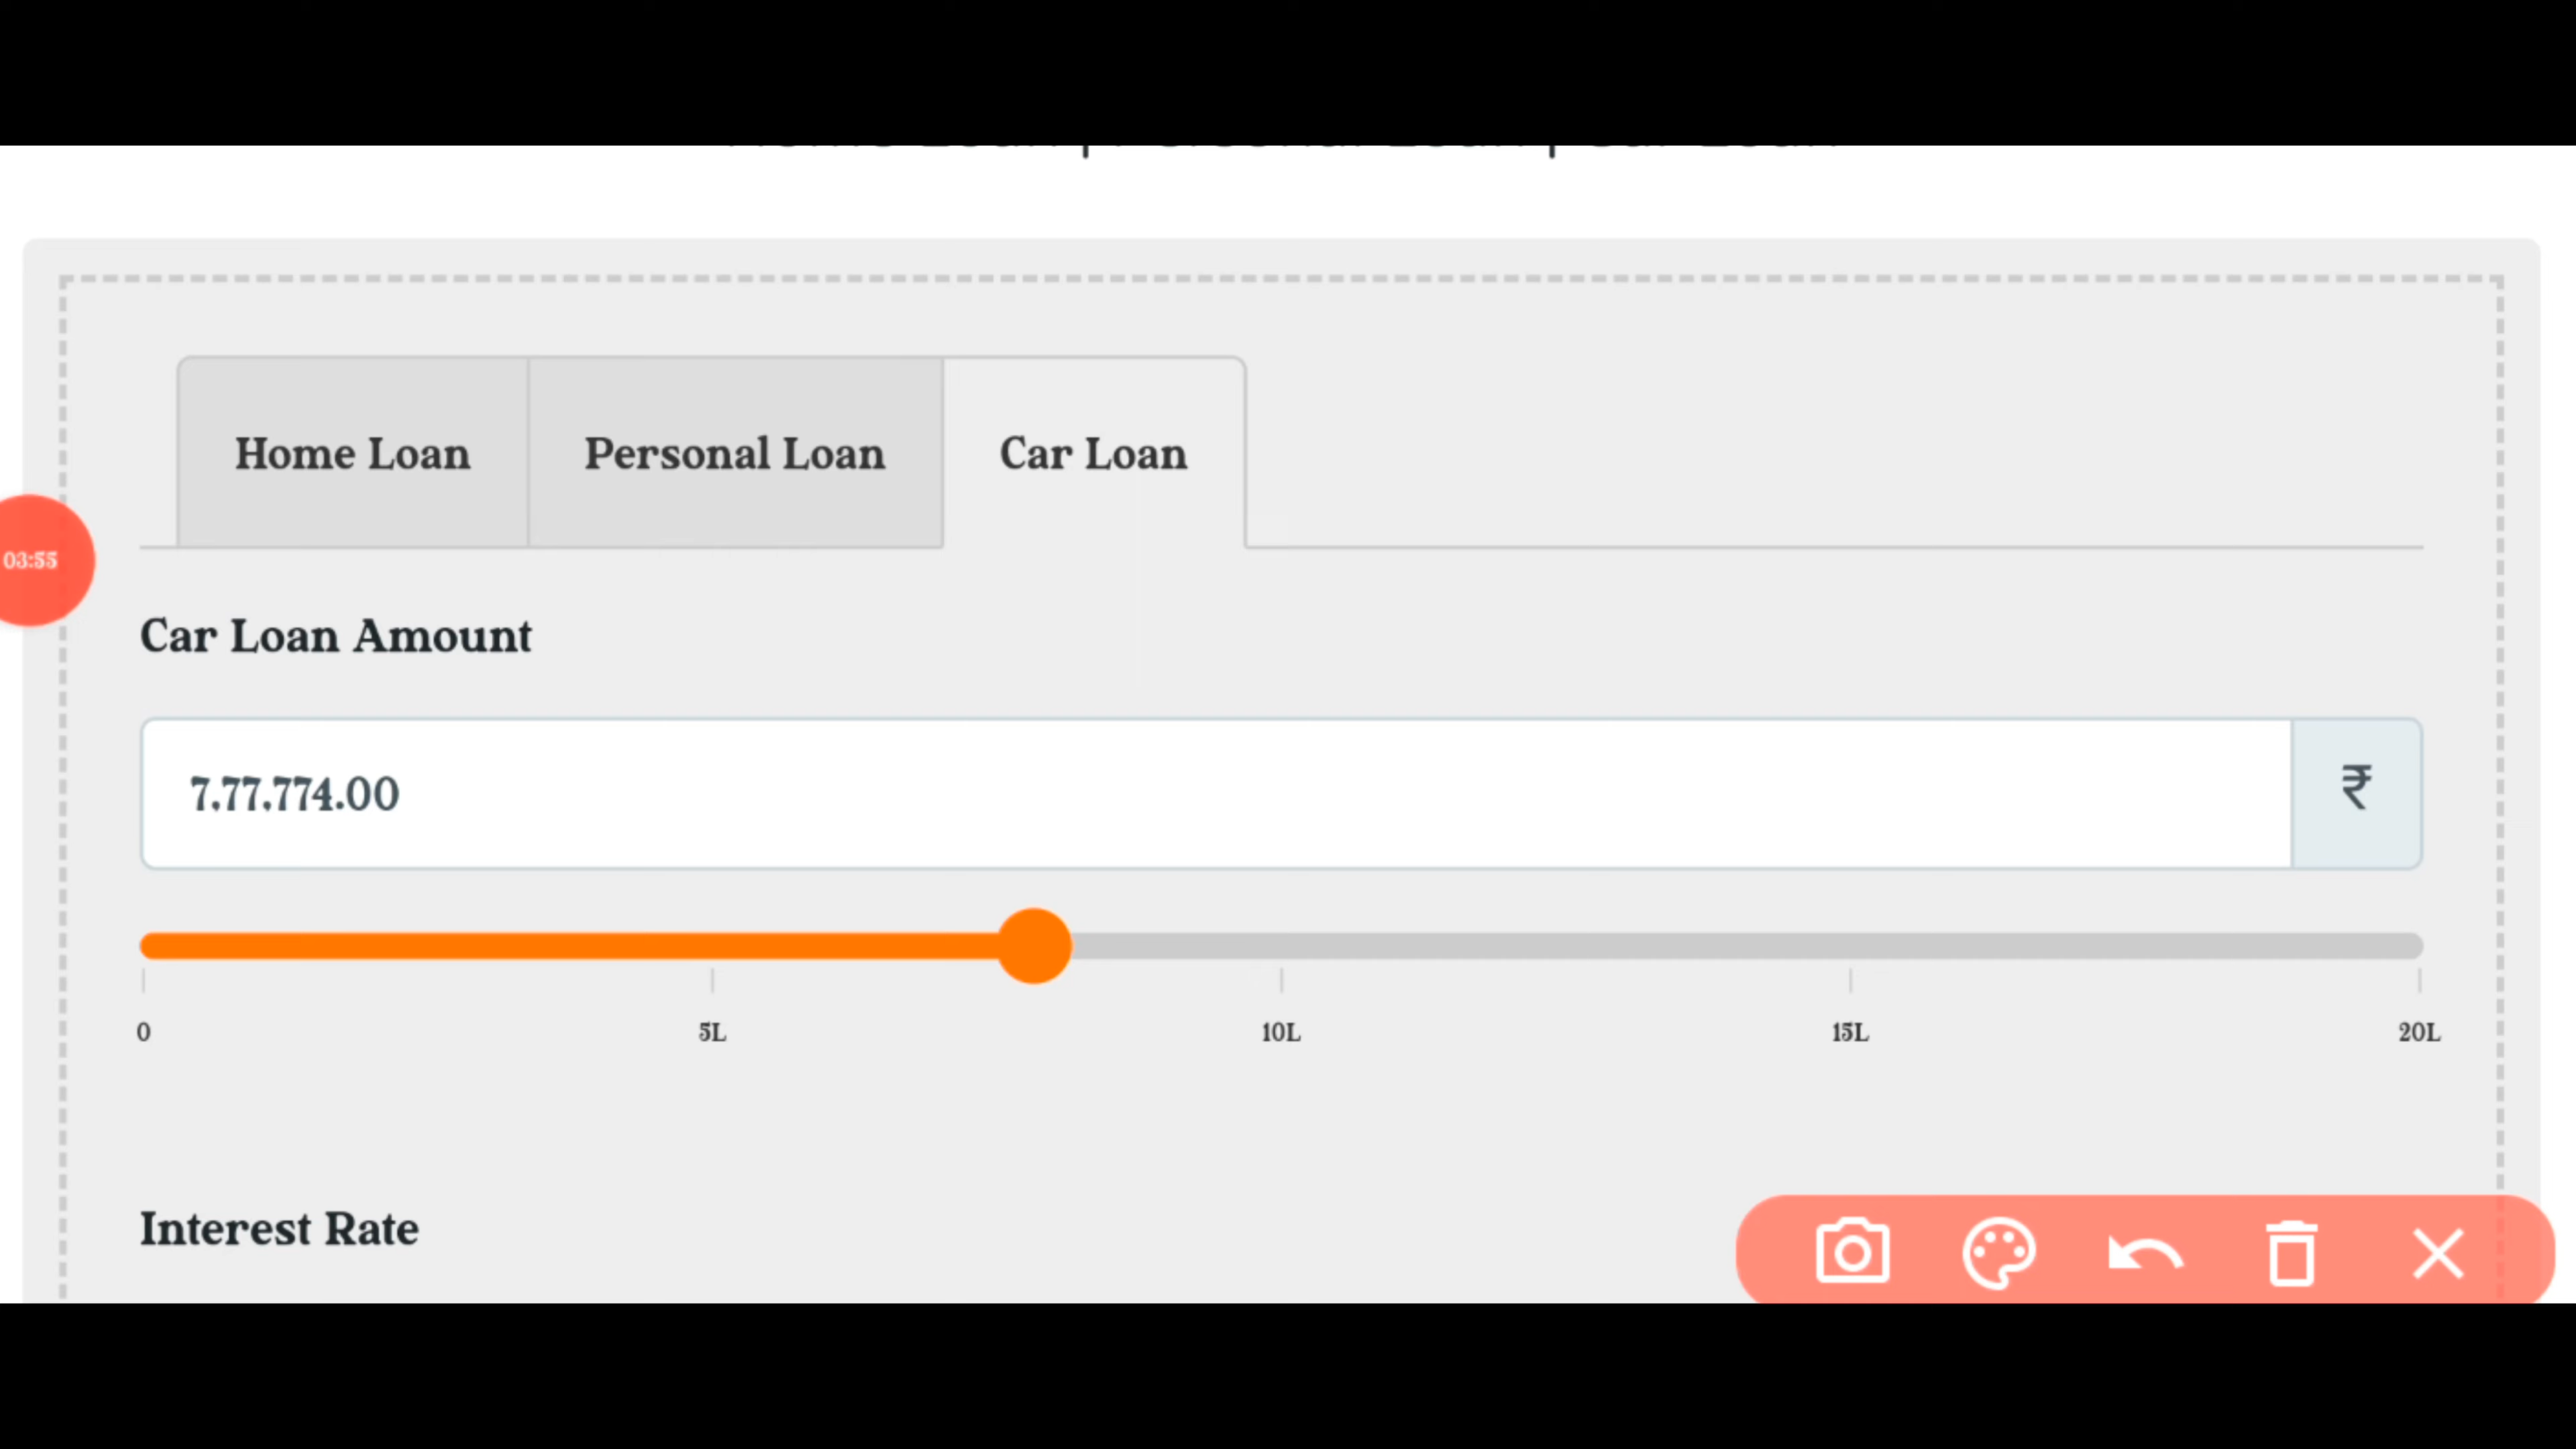 Home Loan Personal Loan Car Loan
03:55
Car Loan Amount
7,77,774.00 ₹
0 5L 10L 15L 20L
Interest Rate